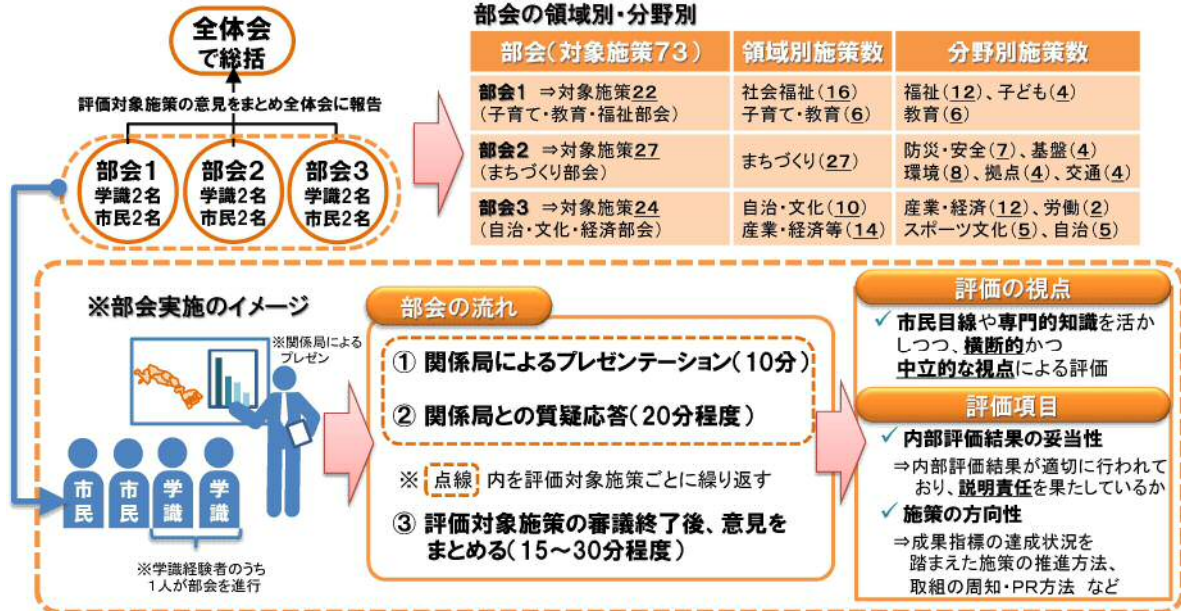 全体会
で総括
評価対象施策の意見をまとめ全体会に報告
部会1
学識2名
市民2名
部会2
学識2名
市民2名
部会3
学識2名
市民2名
部会の領域別・分野別
部会(対象施策73)
領域別施策数
分野別施策数
部会1 ⇒対象施策22
(子育て・教育・福祉部会)
社会福祉(16)
子育て・教育(6)
福祉(12)、子ども(4)
教育(6)
部会2 ⇒対象施策27
(まちづくり部会)
まちづくり(27)
防災・安全(7)、基盤(4)
環境(8)、拠点(4)、交通(4)
部会3 ⇒対象施策24
(自治・文化・経済部会)
自治・文化(10)
産業・経済等(14)
産業・経済(12)、労働(2)
スポーツ文化(5)、自治(5)
※部会実施のイメージ
※関係局による
プレゼン
市民
市民
学識
学識
※学識経験者のうち
1人が部会を進行
部会の流れ
① 関係局によるプレゼンテーション(10分)
② 関係局との質疑応答(20分程度)
※ 点線 内を評価対象施策ごとに繰り返す
③ 評価対象施策の審議終了後、意見を
まとめる(15～30分程度)
評価の視点
✓ 市民目線や専門的知識を活か
しつつ、横断的かつ
中立的な視点による評価
評価項目
✓ 内部評価結果の妥当性
⇒内部評価結果が適切に行われて
おり、説明責任を果たしているか
✓ 施策の方向性
⇒成果指標の達成状況を
踏まえた施策の推進方法、
取組の周知・PR方法 など